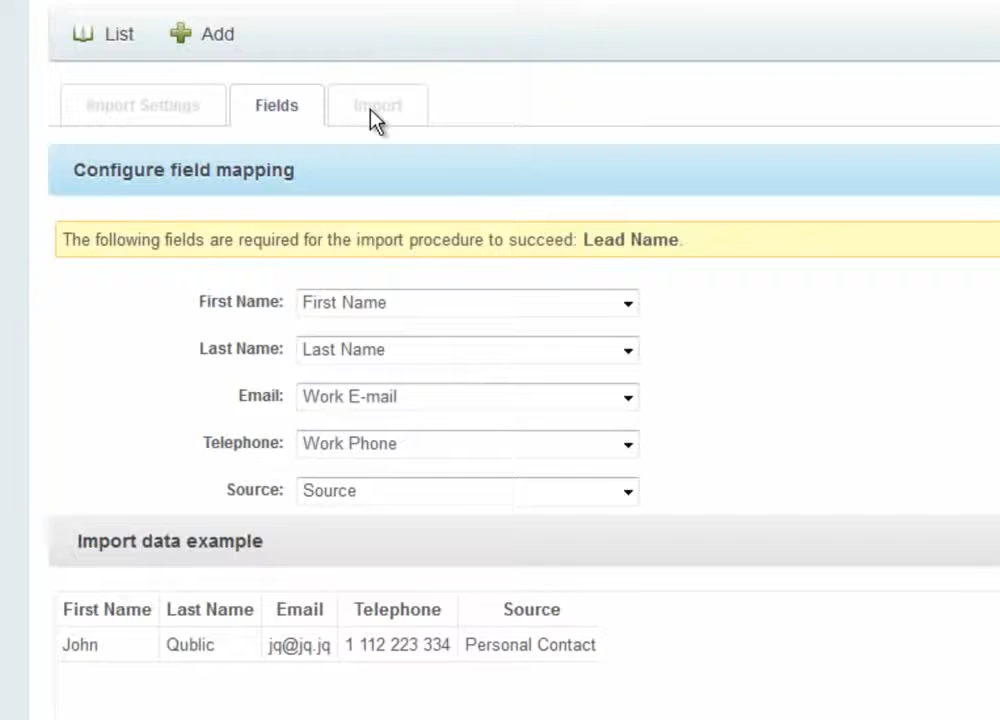 List Add
Import Settings Fields Import
Configure field mapping
The following fields are required for the import procedure to succeed: Lead Name.
First Name: First Name
Last Name: Last Name
Email: Work E-mail
Telephone: Work Phone
Source: Source
Import data example
First Name Last Name Email Telephone Source
John Qublic jq@jq.jq 1 112 223 334 Personal Contact